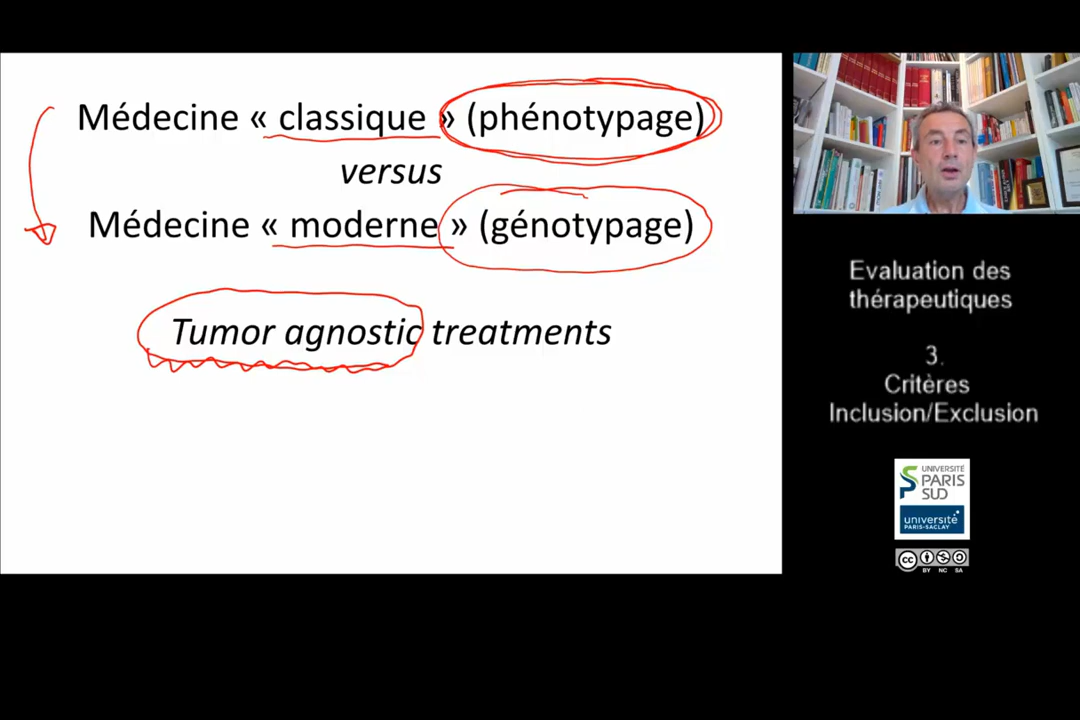 Médecine « classique » (phénotypage)
versus
Médecine « moderne » (génotypage)
Tumor agnostic treatments
Evaluation des
thérapeutiques
3.
Critères
Inclusion/Exclusion
UNIVERSITÉ
PARIS
SUD
université
PARIS-SACLAY
cc
BY NC SA